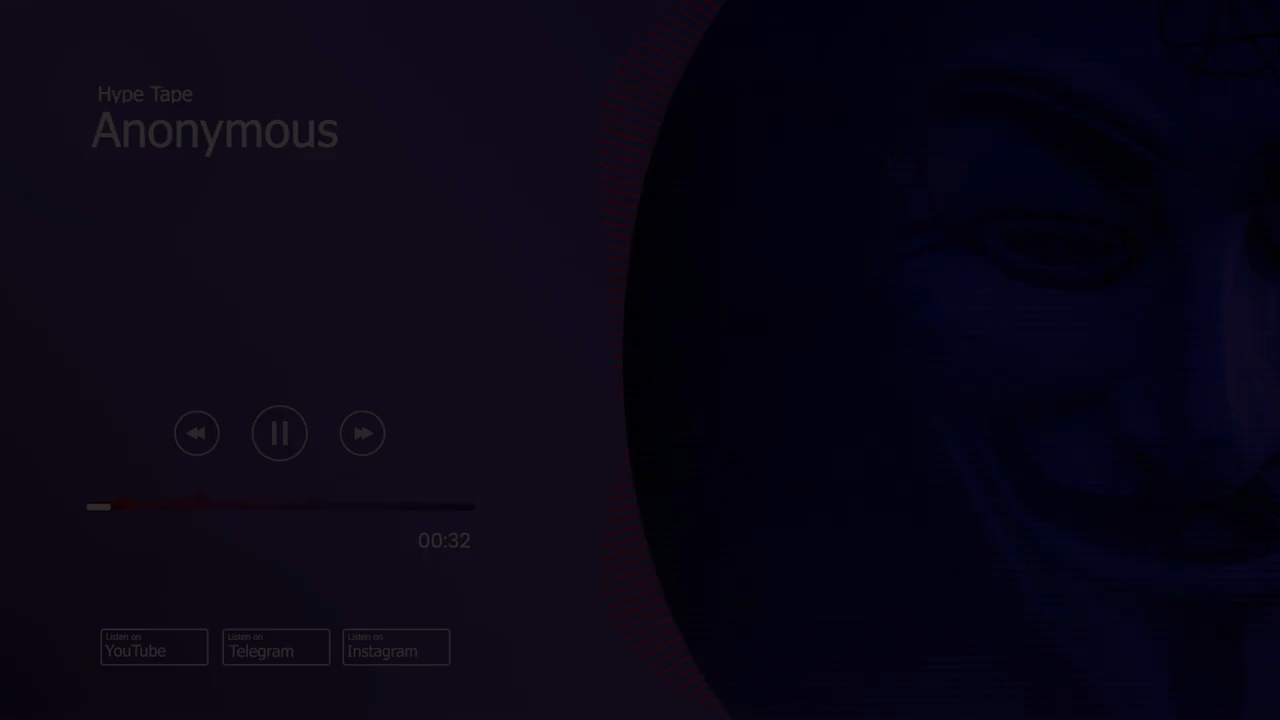 Hype Tape
Anonymous
00:32
Listen on
YouTube
Listen on
Telegram
Listen on
Instagram